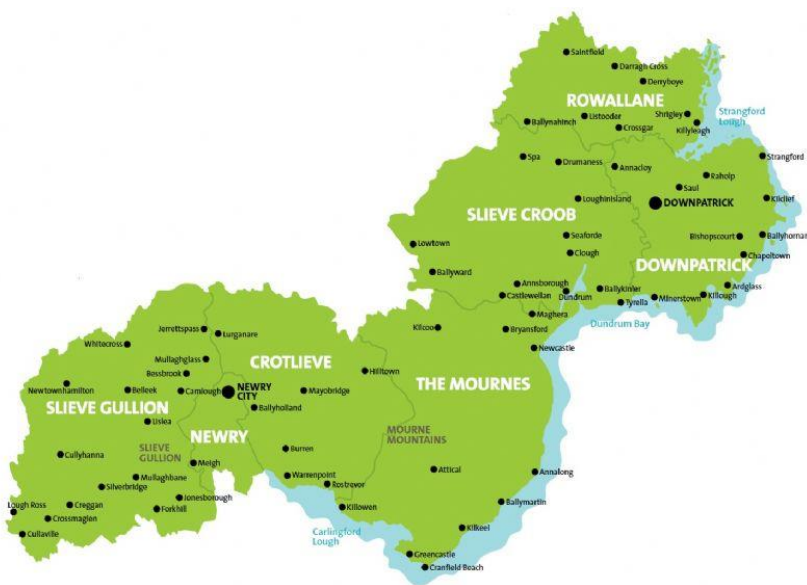 Saintfield
Darragh Cross
Derryboye
ROWALLANE
Strangford
Lough
Ballynahinch
Listooder
Shrigley
Crossgar
Killyleagh
Spa
Drumaness
Annacloy
Strangford
Raholp
Saul
Loughinisland
DOWNPATRICK
Kilclief
SLIEVE CROOB
Seaforde
Bishopscourt
Ballyhornan
Lowtown
Clough
Chapeltown
DOWNPATRICK
Ballyward
Annsborough
Castlewellan
Dundrum
Ballykinler
Tyrella
Minerstown
Killough
Ardglass
Maghera
Dundrum Bay
Kilcoo
Bryansford
Newcastle
Jerrettspass
Lurganare
Whitecross
Mullaghglass
CROTLIEVE
Hilltown
Bessbrook
THE MOURNES
Newtownhamilton
Belleek
Camlough
NEWRY
CITY
Mayobridge
SLIEVE GULLION
Ballyholland
Lislea
NEWRY
MOURNE
MOUNTAINS
SLIEVE
GULLION
Cullyhanna
Burren
Meigh
Attical
Annalong
Mullaghbane
Warrenpoint
Silverbridge
Rostrevor
Jonesborough
Lough Ross
Creggan
Forkhill
Killowen
Ballymartin
Crossmaglen
Cullaville
Carlingford
Lough
Kilkeel
Greencastle
Cranfield Beach